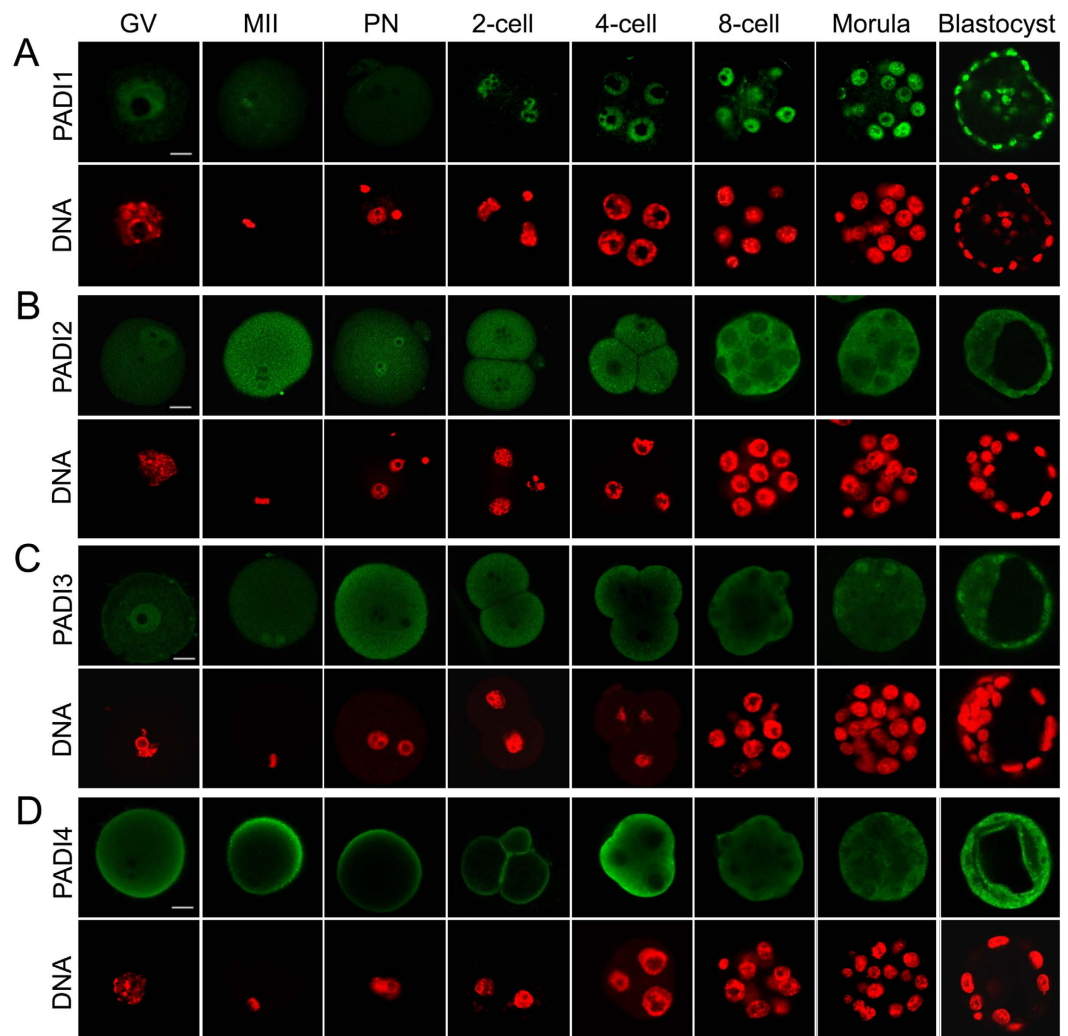 GV MII PN 2-cell 4-cell 8-cell Morula Blastocyst
A
PADI1
DNA
B
PADI2
DNA
C
PADI3
DNA
D
PADI4
DNA